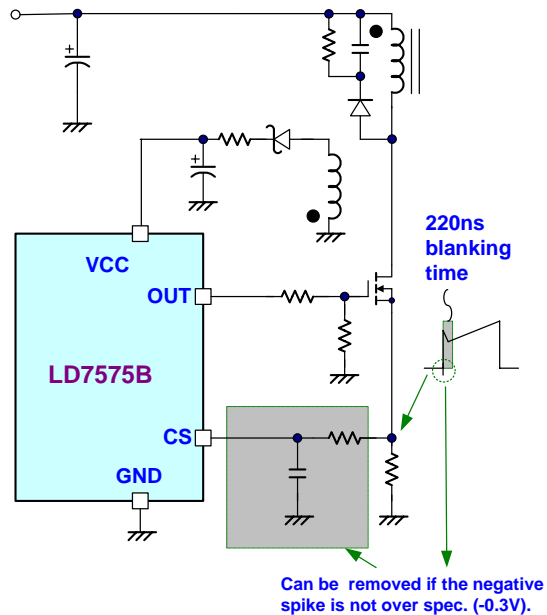 +
+
220ns
blanking
time
VCC
OUT
LD7575B
CS
GND
Can be removed if the negative
spike is not over spec. (-0.3V).